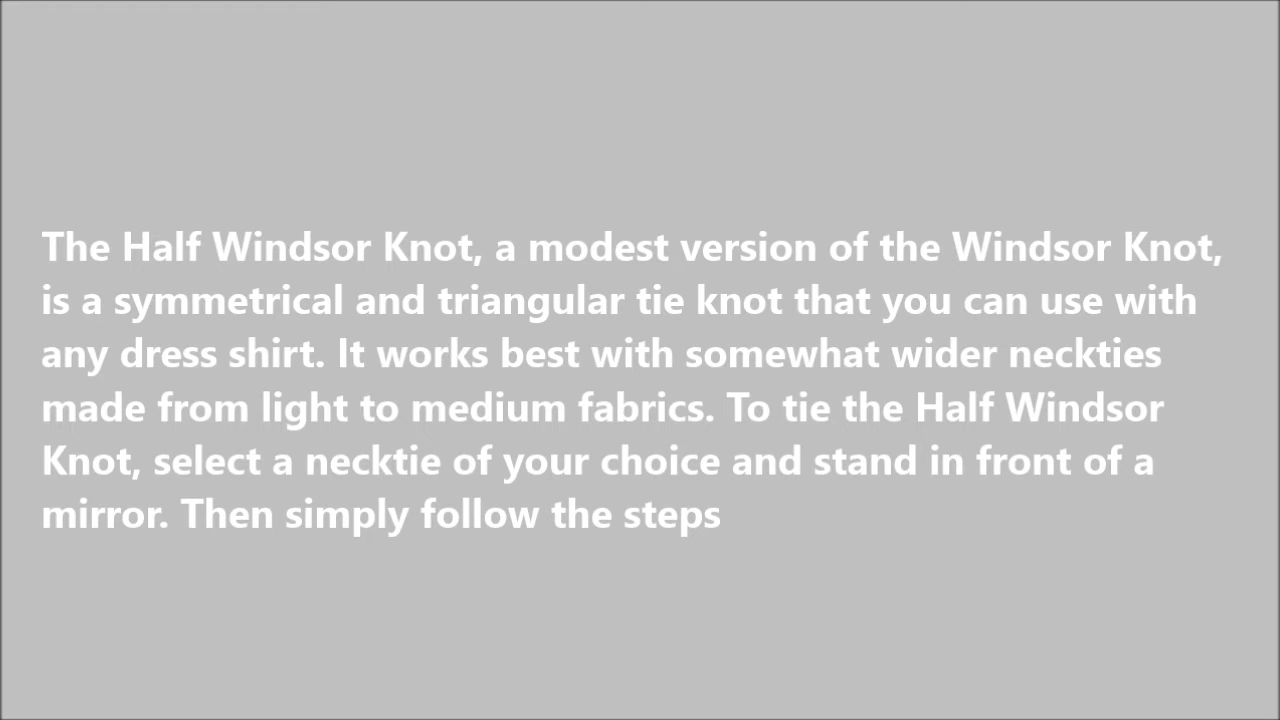 The Half Windsor Knot, a modest version of the Windsor Knot,
is a symmetrical and triangular tie knot that you can use with
any dress shirt. It works best with somewhat wider neckties
made from light to medium fabrics. To tie the Half Windsor
Knot, select a necktie of your choice and stand in front of a
mirror. Then simply follow the steps